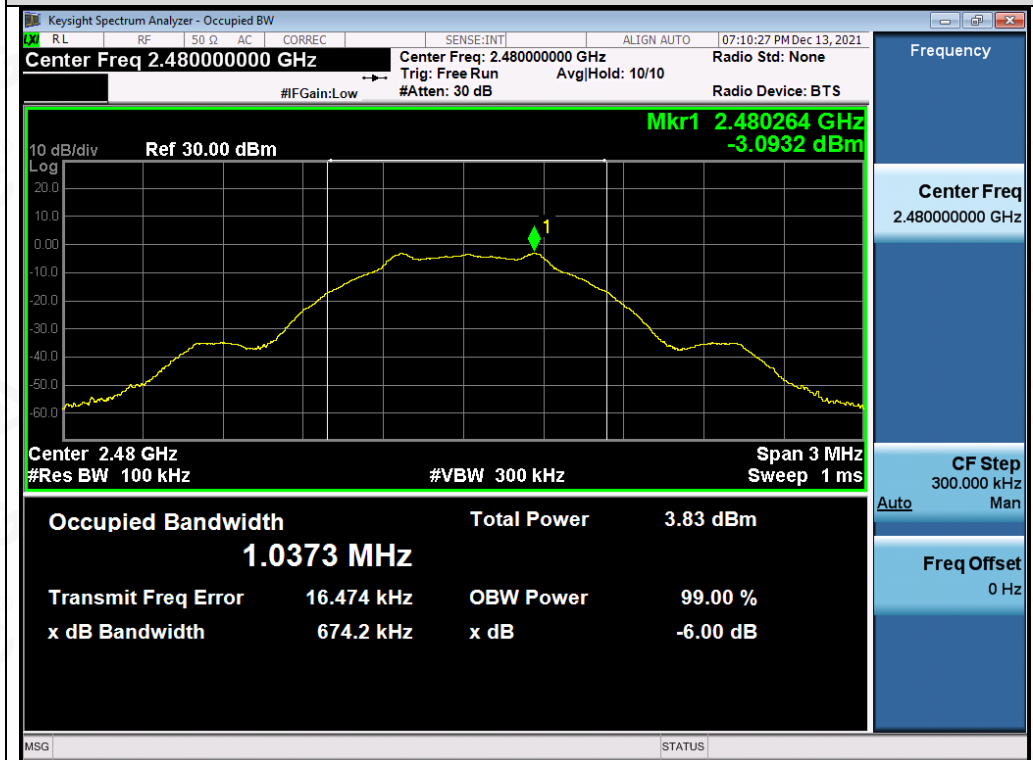 Keysight Spectrum Analyzer - Occupied BW
LXI RL RF 50 Ω AC CORREC SENSE:INT ALIGN AUTO 07:10:27 PM Dec 13, 2021
Center Freq 2.480000000 GHz
#IFGain:Low
Center Freq: 2.480000000 GHz
Trig: Free Run Avg|Hold: 10/10
#Atten: 30 dB
Radio Std: None
Radio Device: BTS
Frequency
Mkr1 2.480264 GHz
-3.0932 dBm
10 dB/div Ref 30.00 dBm
Log
20.0
10.0
0.00
-10.0
-20.0
-30.0
-40.0
-50.0
-60.0
1
Center 2.48 GHz Span 3 MHz
#Res BW 100 kHz #VBW 300 kHz Sweep 1 ms
Center Freq
2.480000000 GHz
CF Step
300.000 kHz
Auto Man
Freq Offset
0 Hz
Occupied Bandwidth Total Power 3.83 dBm
1.0373 MHz
Transmit Freq Error 16.474 kHz OBW Power 99.00 %
x dB Bandwidth 674.2 kHz x dB -6.00 dB
MSG STATUS